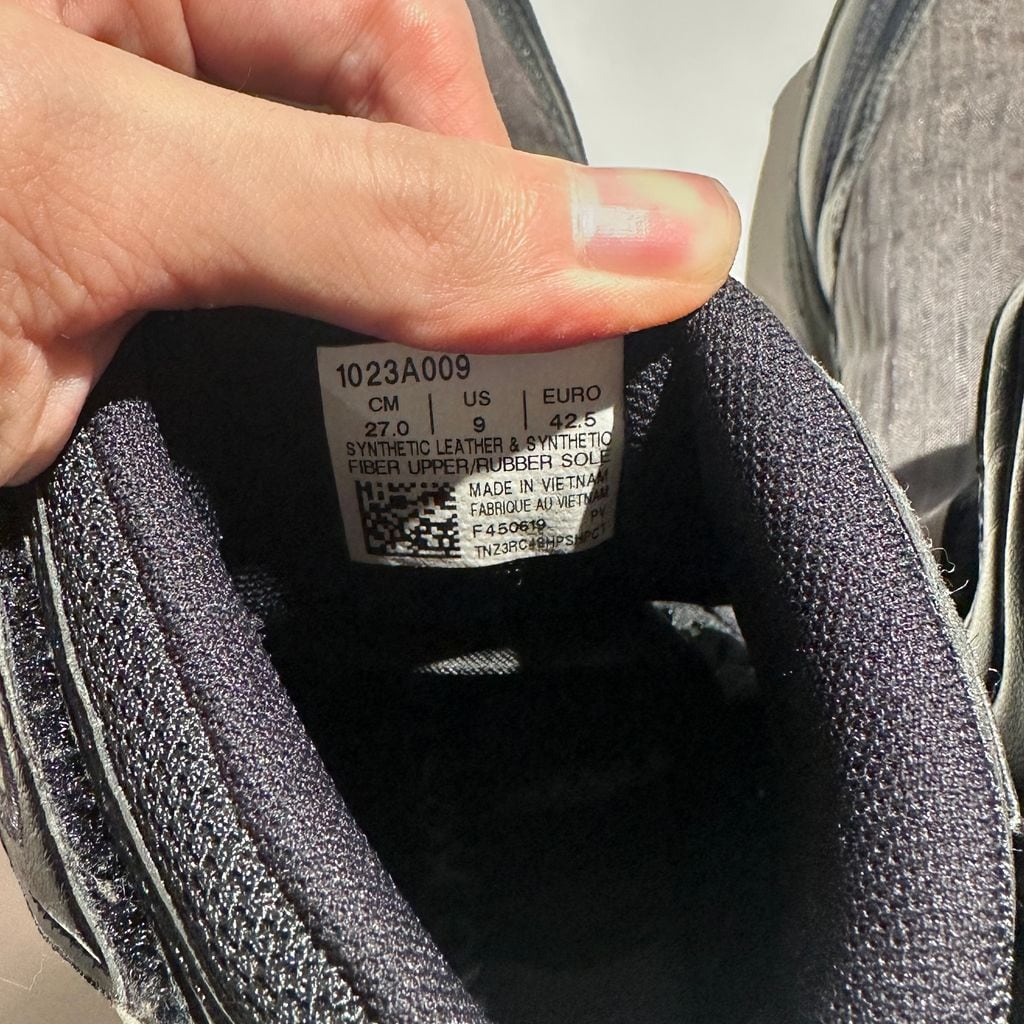 1023A009
CM | US | EURO
27.0 | 9 | 42.5
SYNTHETIC LEATHER & SYNTHETIC
FIBER UPPER/RUBBER SOLE
MADE IN VIETNAM
FABRIQUE AU VIETNAM
F450619 PV